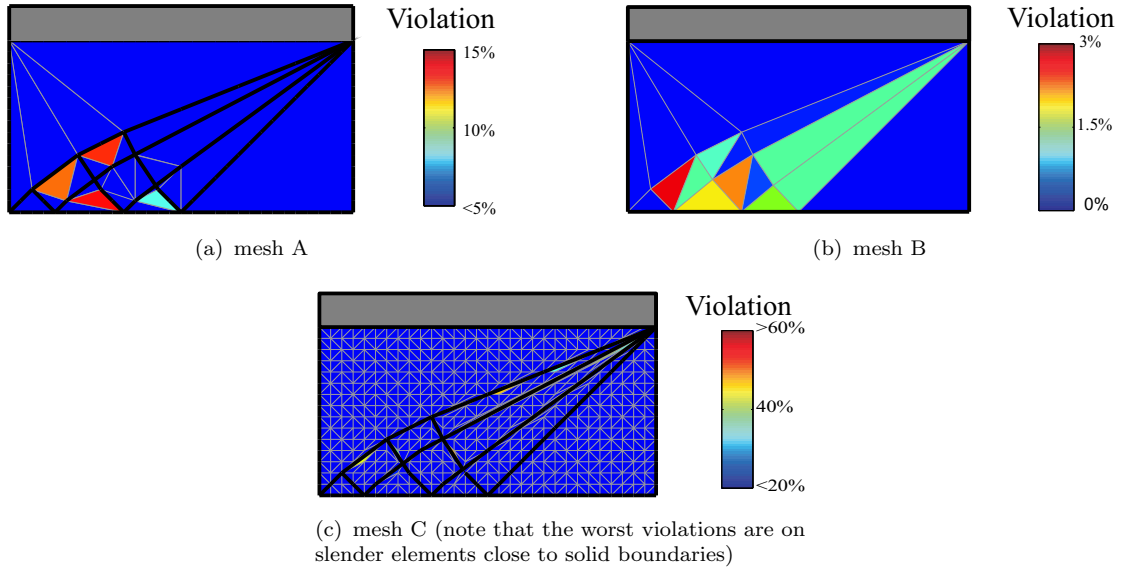 Violation
15%
10%
<5%
(a) mesh A
Violation
3%
1.5%
0%
(b) mesh B
Violation
>60%
40%
<20%
(c) mesh C (note that the worst violations are on
slender elements close to solid boundaries)